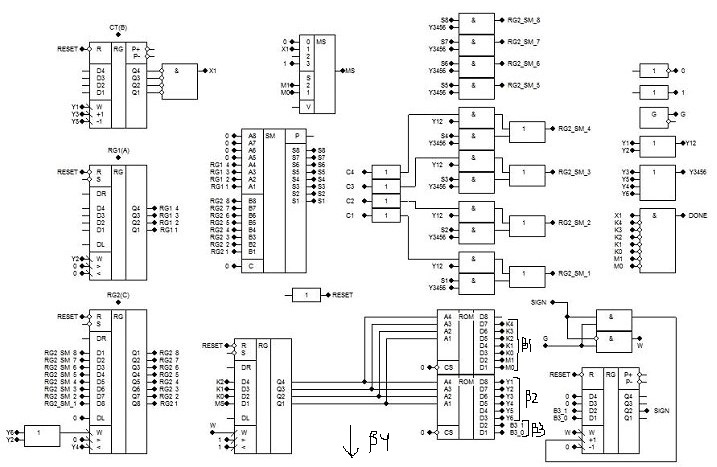 CT(B)
RESET R RG P+
P-
D4 Q4
D3 Q3
D2 Q2
D1 Q1
& X1
Y1 W
Y3 +1
Y5 -1
0 0 MS
X1 1
2
1 3
S
M1 2
M0 1
V
MS
S8 & RG2_SM_8
Y3456
S7 & RG2_SM_7
Y3456
S6 & RG2_SM_6
Y3456
S5 & RG2_SM_5
Y3456
1 0
1 1
G G
Y1 1 Y12
Y2
Y3 1 Y3456
Y4
Y5
Y6
X1 & DONE
K4
K3
K2
K1
K0
M1
M0
RG1(A)
RESET R RG
S
DR
D4 Q4 RG1 4
D3 Q3 RG1 3
D2 Q2 RG1 2
D1 Q1 RG1 1
DL
Y2 W
0 >
0 <
0 A8 SM P
0 A7
0 A6
0 A5
RG1 4 A4
RG1 3 A3
RG1 2 A2
RG1 1 A1
S8 S8
S7 S7
S6 S6
S5 S5
S4 S4
S3 S3
S2 S2
S1 S1
RG2 8 B8
RG2 7 B7
RG2 6 B6
RG2 5 B5
RG2 4 B4
RG2 3 B3
RG2 2 B2
RG2 1 B1
0 C
C4 1
C3 1
C2 1
C1 1
Y12 &
S4 &
Y3456
1 RG2_SM_4
Y12 &
S3 &
Y3456
1 RG2_SM_3
Y12 &
S2 &
Y3456
1 RG2_SM_2
Y12 &
S1 &
Y3456
1 RG2_SM_1
1 RESET
RG2(C)
RESET R RG
S
DR
RG2_SM_8 D1 Q1 RG2 8
RG2_SM_7 D2 Q2 RG2 7
RG2_SM_6 D3 Q3 RG2 6
RG2_SM_5 D4 Q4 RG2 5
RG2_SM_4 D5 Q5 RG2 4
RG2_SM_3 D6 Q6 RG2 3
RG2_SM_2 D7 Q7 RG2 2
RG2_SM_1 D8 Q8 RG2 1
0 DL
Y6 1 W
Y2
0 >
Y4 <
RESET R RG
S
DR
K2 D4 Q4
K1 D3 Q3
K0 D2 Q2
MS D1 Q1
DL
W W
1 >
1 <
A4 ROM D8
A3 D7 K4
A2 D6 K3
A1 D5 K2
D4 K1
D3 K0
D2 M1
0 CS D1 M0
B1
A4 ROM D8 Y1
A3 D7 Y2
A2 D6 Y3
A1 D5 Y4
D4 Y5
D3 Y6
0 CS D2 B3_1
D1 B3_0
B2
B3
B4
SIGN
&
G & W
RESET R RG P+
P-
0 D4 Q4
0 D3 Q3
B3_1 D2 Q2
B3_0 D1 Q1
SIGN
W W
+1
0 -1